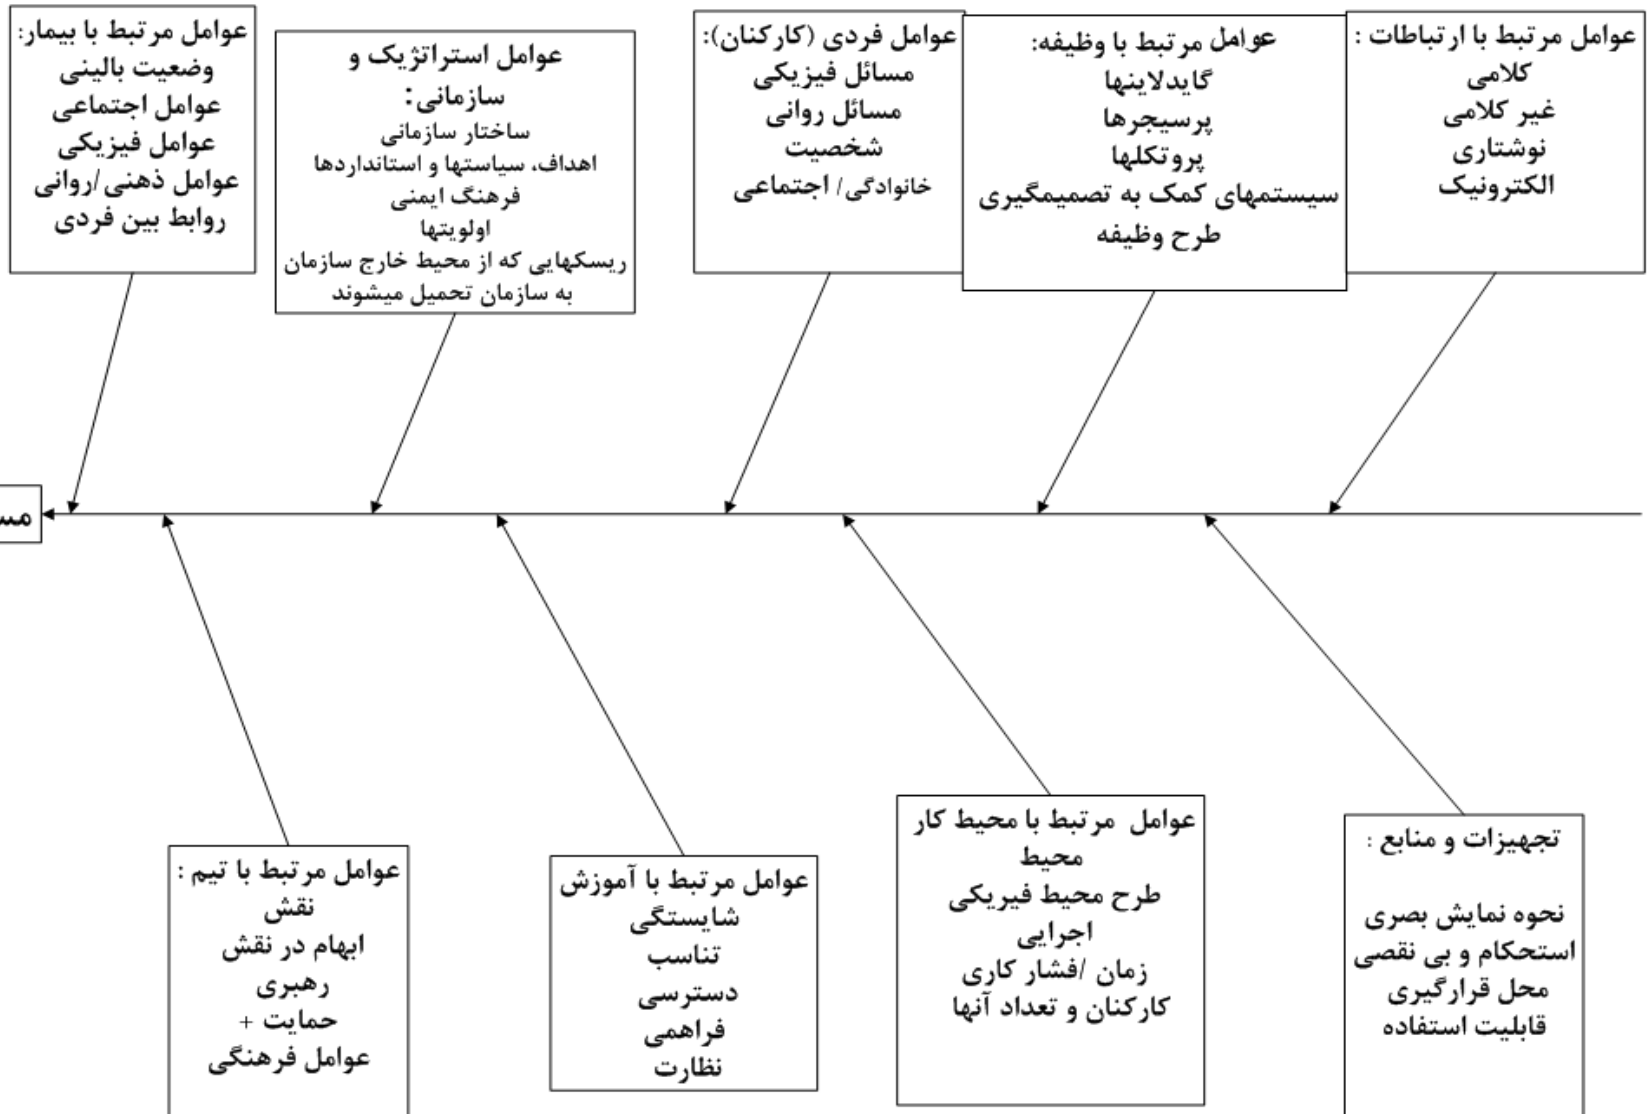 عوامل مرتبط با ارتباطات :
کلامی
غیر کلامی
نوشتاری
الکترونیک
عوامل مرتبط با وظیفه:
گایدلاینها
پرسیجرها
پروتکلها
سیستمهای کمک به تصمیمگیری
طرح وظیفه
عوامل فردی (کارکنان):
مسائل فیزیکی
مسائل روانی
شخصیت
خانوادگی/ اجتماعی
عوامل استراتژیک و
سازمانی:
ساختار سازمانی
اهداف، سیاستها و استانداردها
فرهنگ ایمنی
اولویتها
ریسکهایی که از محیط خارج سازمان
به سازمان تحمیل میشوند
عوامل مرتبط با بیمار:
وضعیت بالینی
عوامل اجتماعی
عوامل فیزیکی
عوامل ذهنی/روانی
روابط بین فردی
تجهیزات و منابع :
نحوه نمایش بصری
استحکام و بی نقصی
محل قرارگیری
قابلیت استفاده
عوامل مرتبط با محیط کار
محیط
طرح محیط فیریکی
اجرایی
زمان /فشار کاری
کارکنان و تعداد آنها
عوامل مرتبط با آموزش
شایستگی
تناسب
دسترسی
فراهمی
نظارت
عوامل مرتبط با تیم :
نقش
ابهام در نقش
رهبری
حمایت +
عوامل فرهنگی